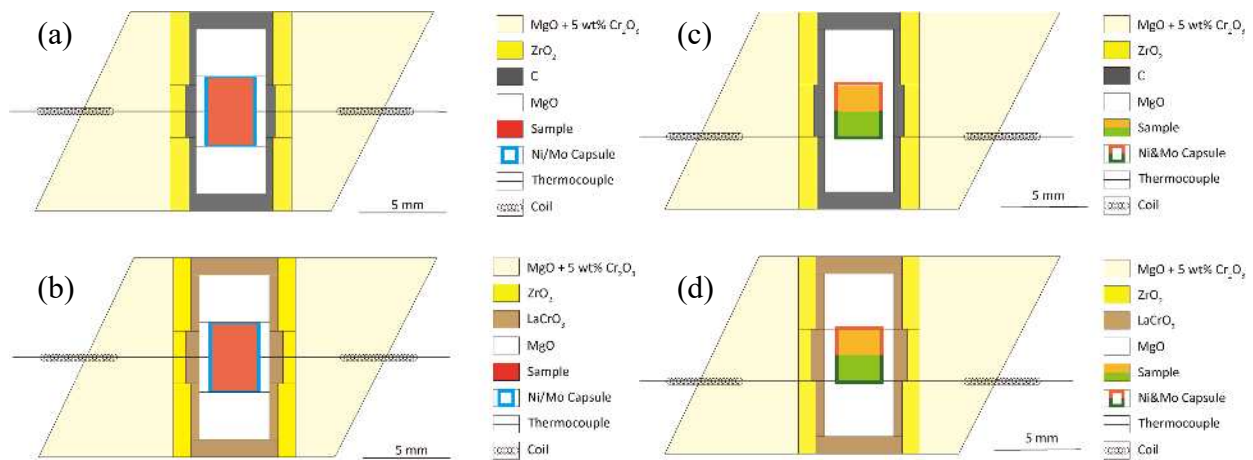 (a)
MgO + 5 wt% Cr₂O₃
ZrO₂
C
MgO
Sample
Ni/Mo Capsule
Thermocouple
Coil
5 mm
(c)
MgO + 5 wt% Cr₂O₃
ZrO₂
C
MgO
Sample
Ni&Mo Capsule
Thermocouple
Coil
5 mm
(b)
MgO + 5 wt% Cr₂O₃
ZrO₂
LaCrO₃
MgO
Sample
Ni/Mo Capsule
Thermocouple
Coil
5 mm
(d)
MgO + 5 wt% Cr₂O₃
ZrO₂
LaCrO₃
MgO
Sample
Ni&Mo Capsule
Thermocouple
Coil
5 mm